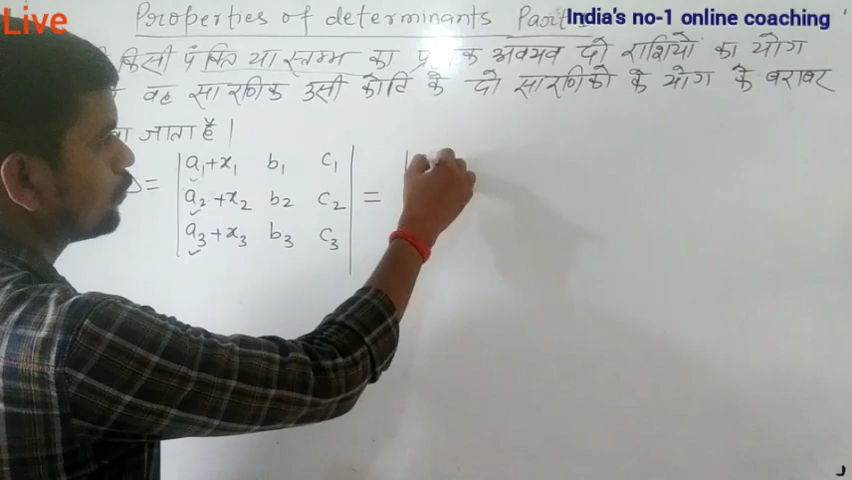 Live
Properties of determinants Part
India's no-1 online coaching
किसी पंक्ति या स्तम्भ का अवयव दो राशियो का योग
वह सारणिक उसी कोटि के दो सारणिको के योग के बराबर
जाता है |
= | a₁+x₁ b₁ c₁ |
| a₂+x₂ b₂ c₂ | =
| a₃+x₃ b₃ c₃ |